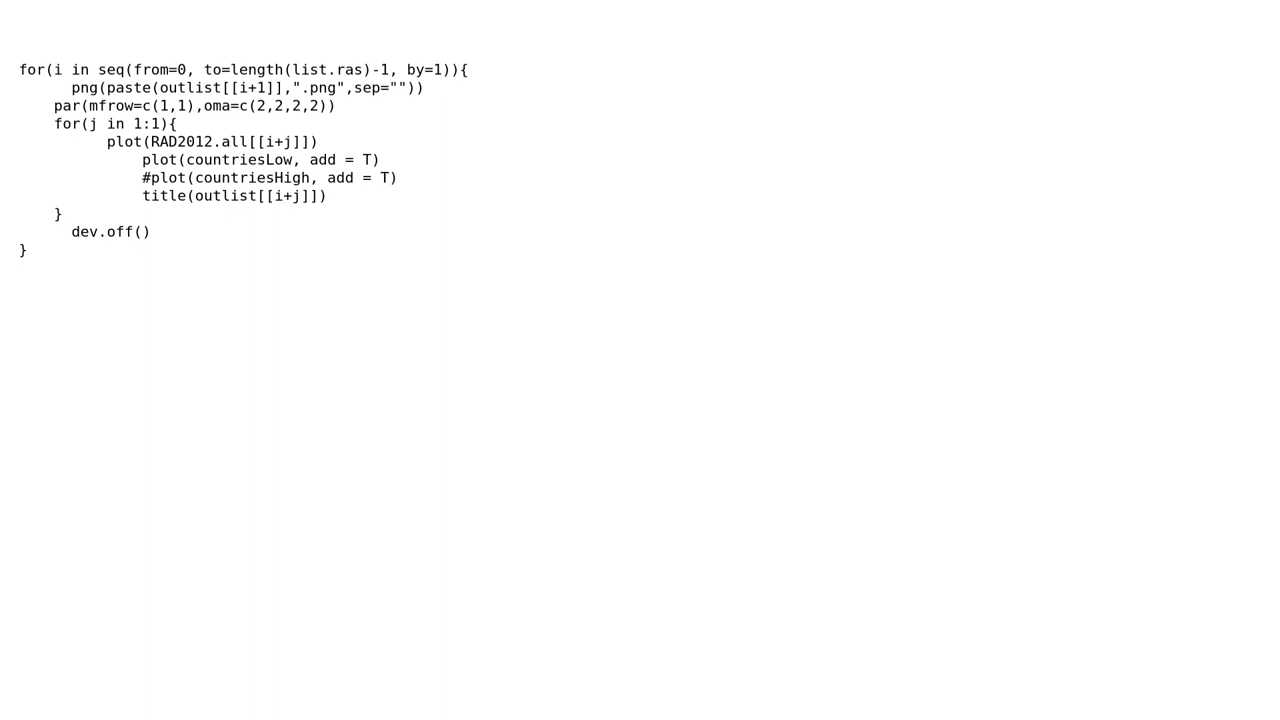 for(i in seq(from=0, to=length(list.ras)-1, by=1)){
      png(paste(outlist[[i+1]],".png",sep=""))
    par(mfrow=c(1,1),oma=c(2,2,2,2))
    for(j in 1:1){
          plot(RAD2012.all[[i+j]])
              plot(countriesLow, add = T)
              #plot(countriesHigh, add = T)
              title(outlist[[i+j]])
    }
      dev.off()
}